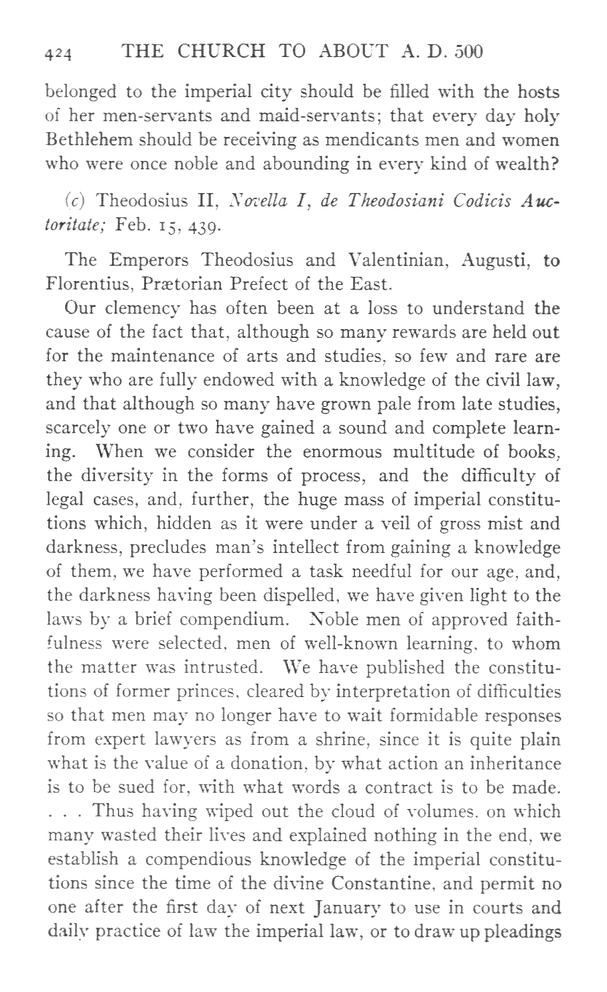 424 THE CHURCH TO ABOUT A. D. 500
belonged to the imperial city should be filled with the hosts
of her men-servants and maid-servants; that every day holy
Bethlehem should be receiving as mendicants men and women
who were once noble and abounding in every kind of wealth?
(c) Theodosius II, Novella I, de Theodosiani Codicis Auc-
toritate; Feb. 15, 439.
The Emperors Theodosius and Valentinian, Augusti, to
Florentius, Prætorian Prefect of the East.
Our clemency has often been at a loss to understand the
cause of the fact that, although so many rewards are held out
for the maintenance of arts and studies, so few and rare are
they who are fully endowed with a knowledge of the civil law,
and that although so many have grown pale from late studies,
scarcely one or two have gained a sound and complete learn-
ing. When we consider the enormous multitude of books,
the diversity in the forms of process, and the difficulty of
legal cases, and, further, the huge mass of imperial constitu-
tions which, hidden as it were under a veil of gross mist and
darkness, precludes man's intellect from gaining a knowledge
of them, we have performed a task needful for our age, and,
the darkness having been dispelled, we have given light to the
laws by a brief compendium. Noble men of approved faith-
fulness were selected, men of well-known learning, to whom
the matter was intrusted. We have published the constitu-
tions of former princes, cleared by interpretation of difficulties
so that men may no longer have to wait formidable responses
from expert lawyers as from a shrine, since it is quite plain
what is the value of a donation, by what action an inheritance
is to be sued for, with what words a contract is to be made.
. . . Thus having wiped out the cloud of volumes, on which
many wasted their lives and explained nothing in the end, we
establish a compendious knowledge of the imperial constitu-
tions since the time of the divine Constantine, and permit no
one after the first day of next January to use in courts and
daily practice of law the imperial law, or to draw up pleadings